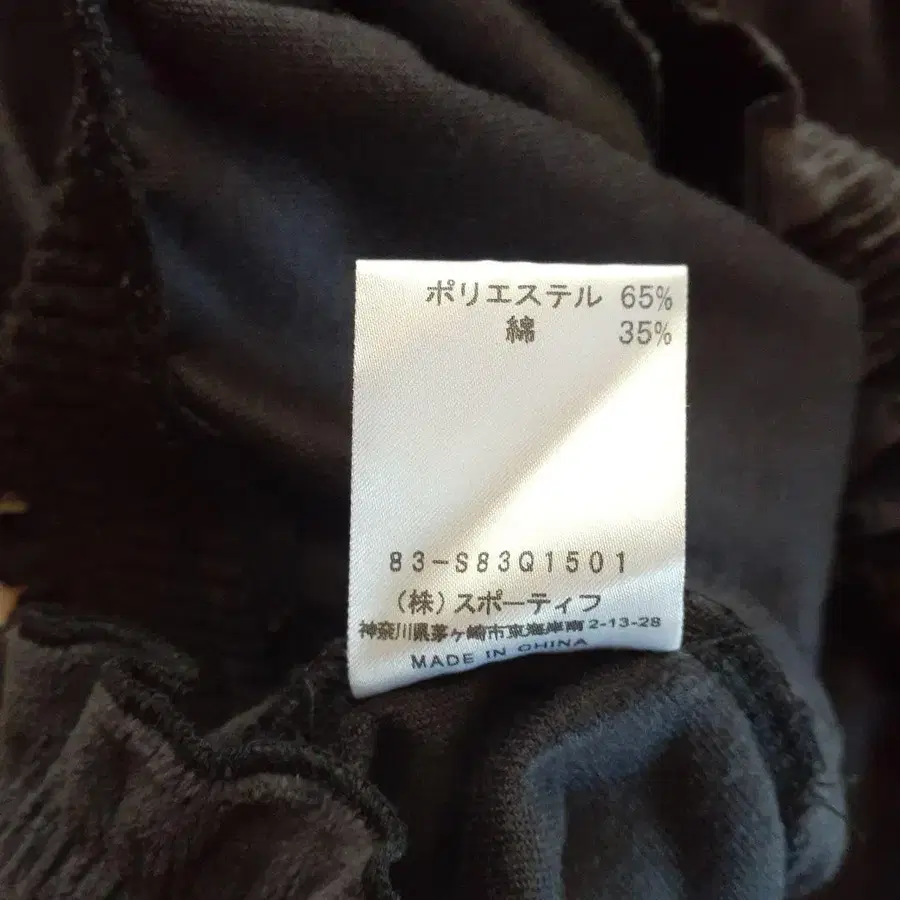 ポリエステル 65%
綿 35%
83-S83Q1501
(株)スポーティフ
神奈川県茅ヶ崎市東海岸南2-13-28
MADE IN CHINA